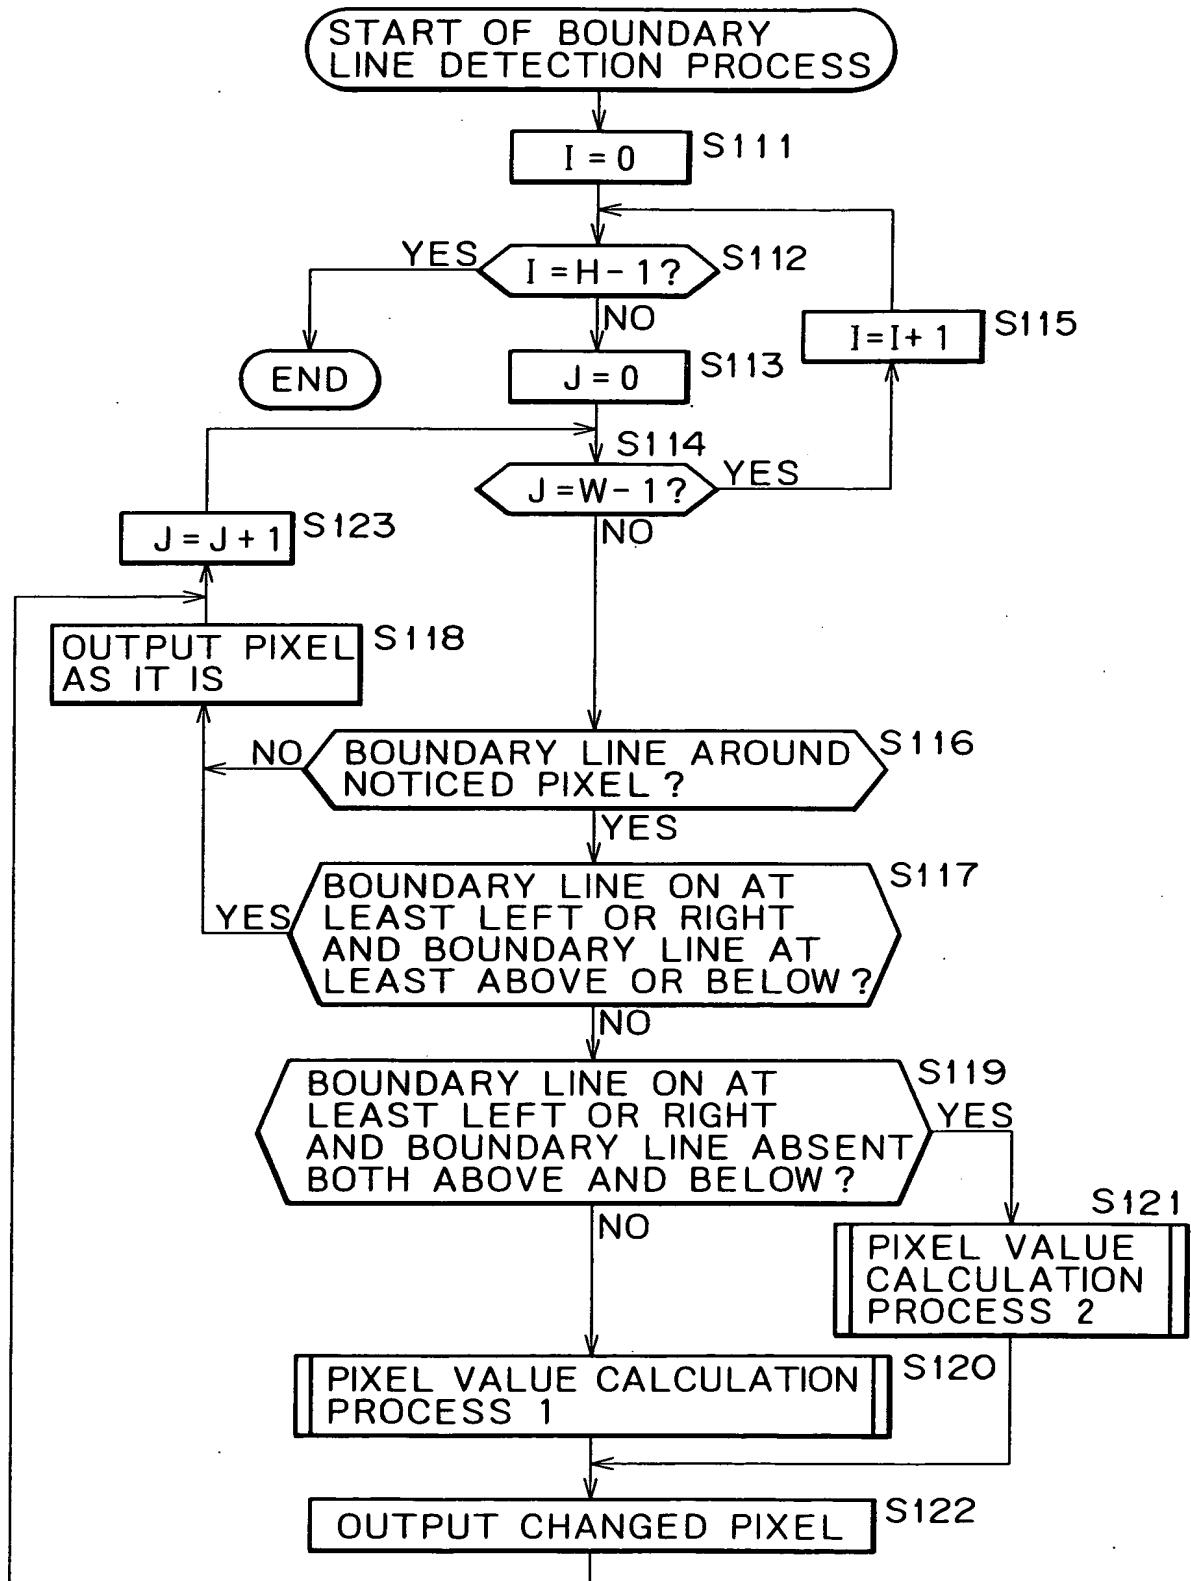 START OF BOUNDARY
LINE DETECTION PROCESS
I = 0
S111
YES
I = H - 1 ?
S112
NO
I = I + 1
S115
END
J = 0
S113
S114
J = W - 1 ?
YES
NO
J = J + 1
S123
OUTPUT PIXEL
AS IT IS
S118
NO
BOUNDARY LINE AROUND
NOTICED PIXEL ?
S116
YES
YES
BOUNDARY LINE ON AT
LEAST LEFT OR RIGHT
AND BOUNDARY LINE AT
LEAST ABOVE OR BELOW ?
S117
NO
BOUNDARY LINE ON AT
LEAST LEFT OR RIGHT
AND BOUNDARY LINE ABSENT
BOTH ABOVE AND BELOW ?
S119
YES
NO
S121
PIXEL VALUE
CALCULATION
PROCESS 2
PIXEL VALUE CALCULATION
PROCESS 1
S120
OUTPUT CHANGED PIXEL
S122